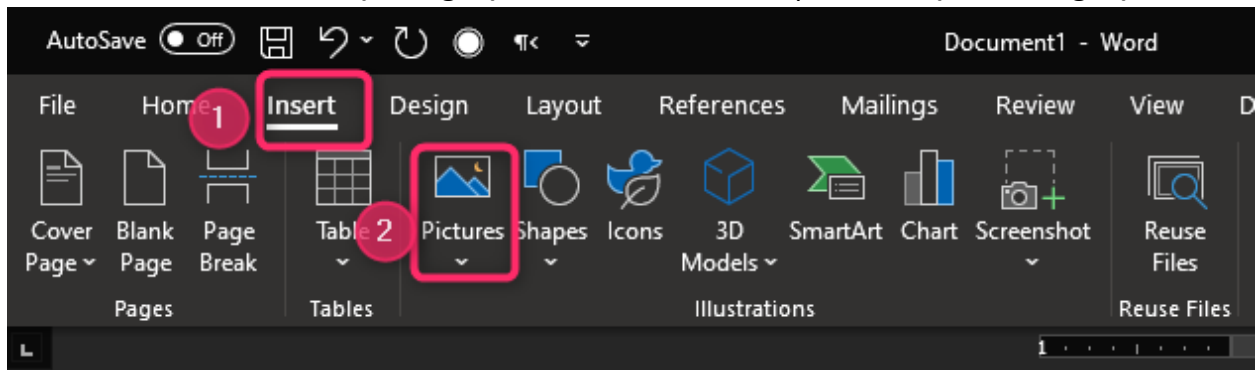 AutoSave Off Document1 - Word
File Home Insert Design Layout References Mailings Review View D
1
2
Cover Blank Page Table Pictures Shapes Icons 3D SmartArt Chart Screenshot Reuse
Page Page Break Models Files
Pages Tables Illustrations Reuse Files
L 1